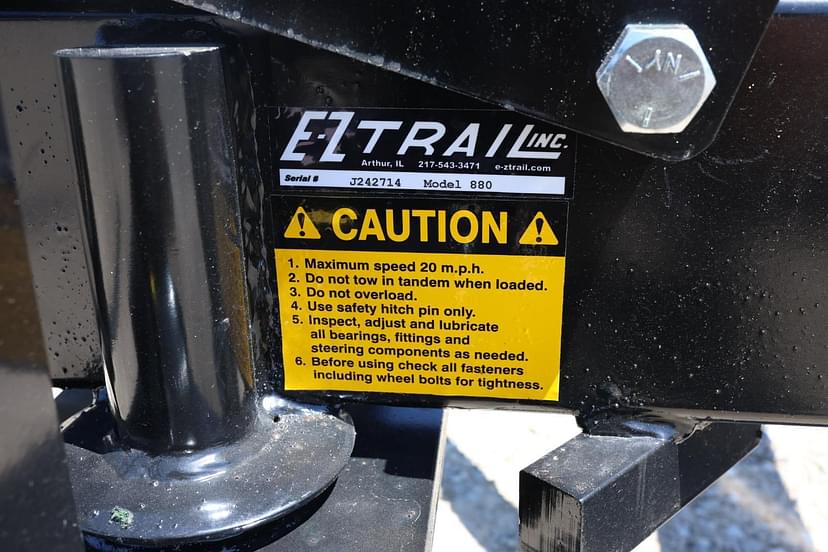 E-Z TRAIL INC.
Arthur, IL 217-543-3471 e-ztrail.com
Serial # J242714 Model 880
CAUTION
1. Maximum speed 20 m.p.h.
2. Do not tow in tandem when loaded.
3. Do not overload.
4. Use safety hitch pin only.
5. Inspect, adjust and lubricate
all bearings, fittings and
steering components as needed.
6. Before using check all fasteners
including wheel bolts for tightness.